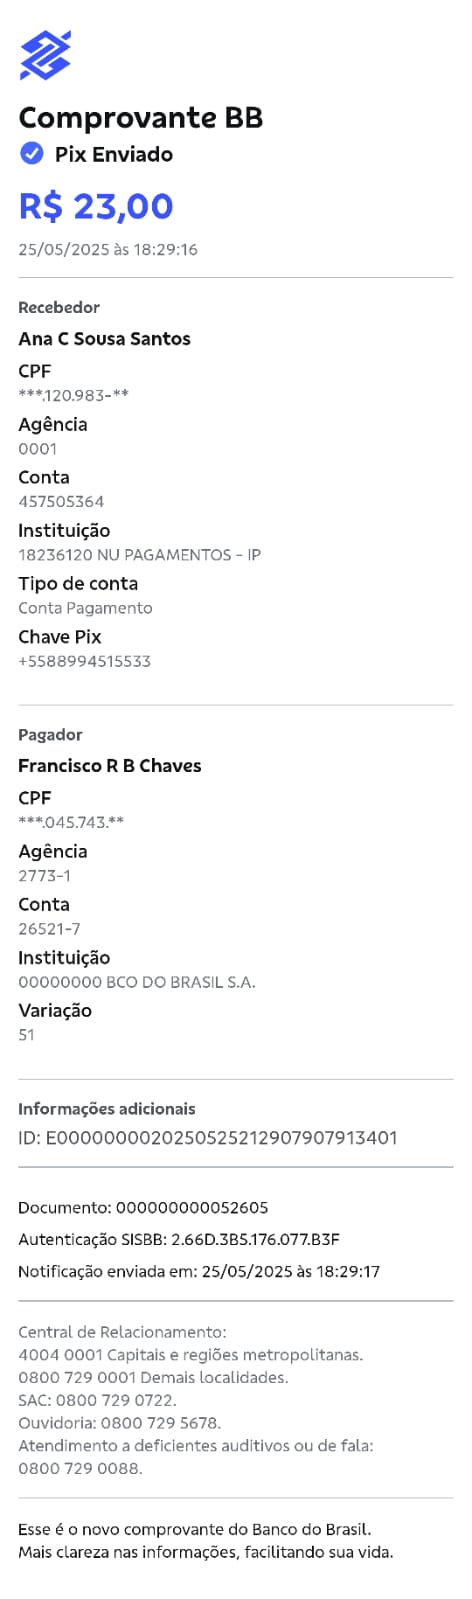 Comprovante BB
Pix Enviado
R$ 23,00
25/05/2025 às 18:29:16
Recebedor
Ana C Sousa Santos
CPF
***.120.983-**
Agência
0001
Conta
457505364
Instituição
18236120 NU PAGAMENTOS - IP
Tipo de conta
Conta Pagamento
Chave Pix
+5588994515533
Pagador
Francisco R B Chaves
CPF
***.045.743.**
Agência
2773-1
Conta
26521-7
Instituição
00000000 BCO DO BRASIL S.A.
Variação
51
Informações adicionais
ID: E00000000202505252129079079​13401
Documento: 000000000052605
Autenticação SISBB: 2.66D.3B5.176.077.B3F
Notificação enviada em: 25/05/2025 às 18:29:17
Central de Relacionamento:
4004 0001 Capitais e regiões metropolitanas.
0800 729 0001 Demais localidades.
SAC: 0800 729 0722.
Ouvidoria: 0800 729 5678.
Atendimento a deficientes auditivos ou de fala:
0800 729 0088.
Esse é o novo comprovante do Banco do Brasil.
Mais clareza nas informações, facilitando sua vida.